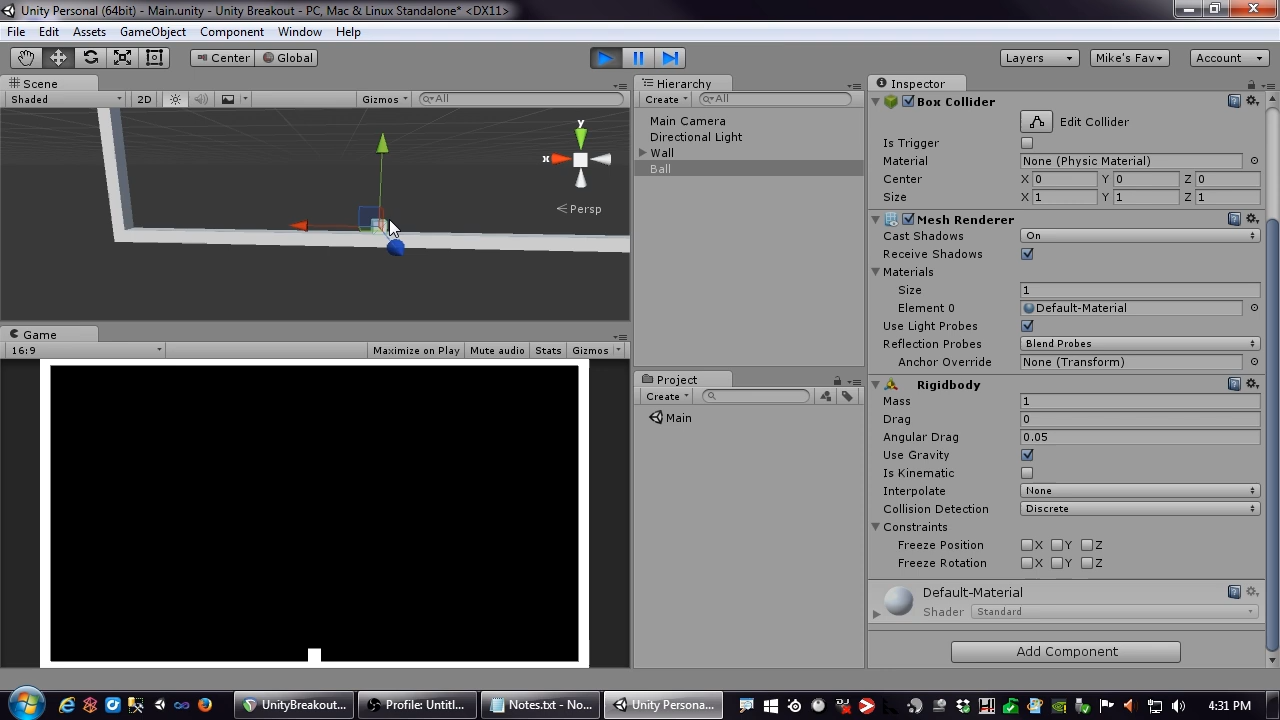 Unity Personal (64bit) - Main.unity - Unity Breakout - PC, Mac & Linux Standalone* <DX11>
File Edit Assets GameObject Component Window Help
Center Global Layers Mike's Fav Account
Scene
Shaded 2D Gizmos All
y
x
Persp
Game
16:9 Maximize on Play Mute audio Stats Gizmos
Hierarchy
Create All
Main Camera
Directional Light
Wall
Ball
Project
Create
Main
Inspector
Box Collider
Edit Collider
Is Trigger
Material None (Physic Material)
Center X 0 Y 0 Z 0
Size X 1 Y 1 Z 1
Mesh Renderer
Cast Shadows On
Receive Shadows
Materials
Size 1
Element 0 Default-Material
Use Light Probes
Reflection Probes Blend Probes
Anchor Override None (Transform)
Rigidbody
Mass 1
Drag 0
Angular Drag 0.05
Use Gravity
Is Kinematic
Interpolate None
Collision Detection Discrete
Constraints
Freeze Position X Y Z
Freeze Rotation X Y Z
Default-Material
Shader Standard
Add Component
UnityBreakout... Profile: Untitl... Notes.txt - No... Unity Persona... 4:31 PM